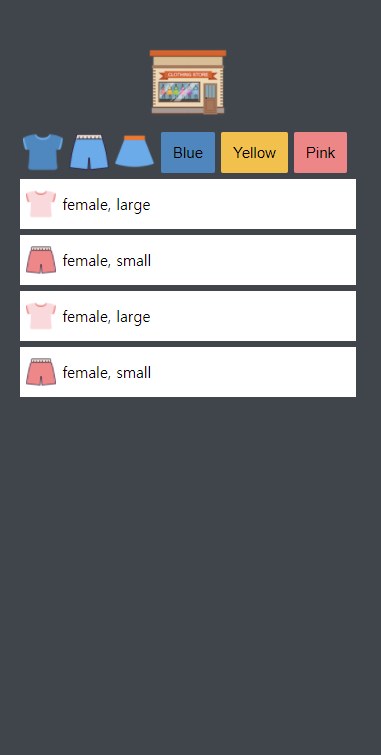 CLOTHING STORE
Blue Yellow Pink
female, large
female, small
female, large
female, small